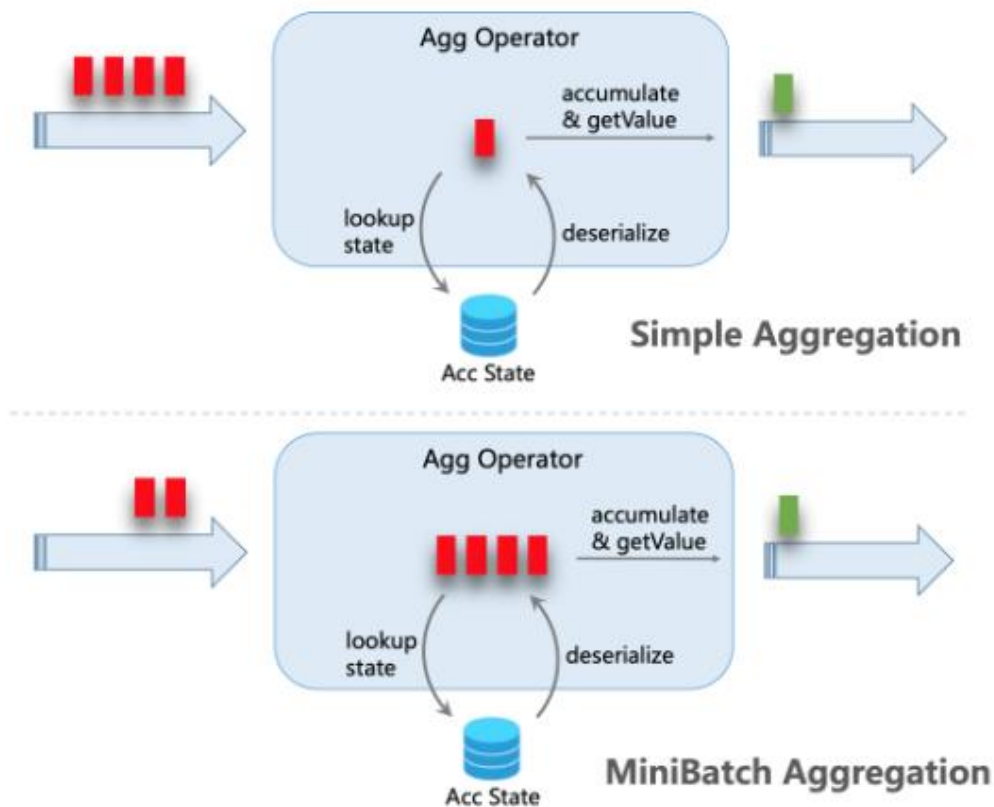 Agg Operator
accumulate
& getValue
lookup
state
deserialize
Acc State
Simple Aggregation
Agg Operator
accumulate
& getValue
lookup
state
deserialize
Acc State
MiniBatch Aggregation